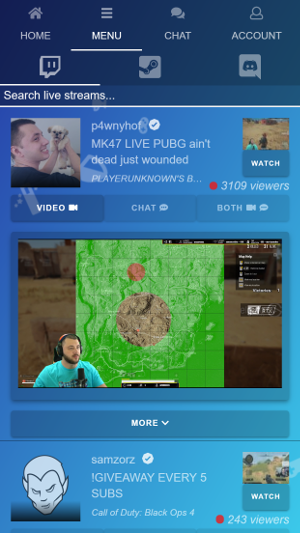 HOME MENU CHAT ACCOUNT
Search live streams...
p4wnyhof
MK47 LIVE PUBG ain't
dead just wounded
PLAYERUNKNOWN'S B...
WATCH
3109 viewers
VIDEO CHAT BOTH
MORE
samzorz
!GIVEAWAY EVERY 5
SUBS
Call of Duty: Black Ops 4
WATCH
243 viewers